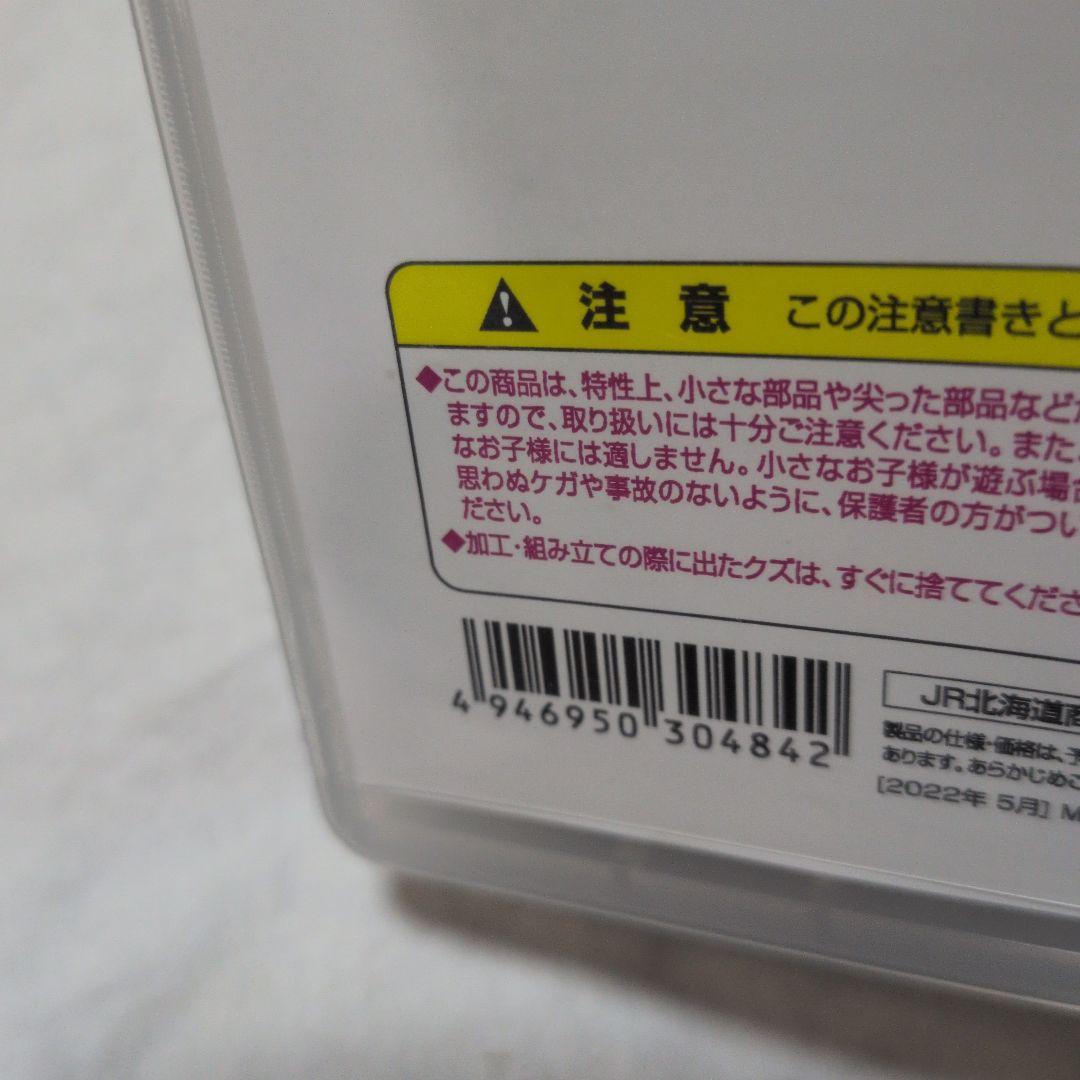 注意 この注意書きと
◆この商品は、特性上、小さな部品や尖った部品など
ますので、取り扱いには十分ご注意ください。また、
なお子様には適しません。小さなお子様が遊ぶ場合
思わぬケガや事故のないように、保護者の方がつい
ださい。
◆加工・組み立ての際に出たクズは、すぐに捨ててくださ
4 946950 304842
JR北海道商
製品の仕様・価格は、予
あります。あらかじめご
[2022年 5月] M